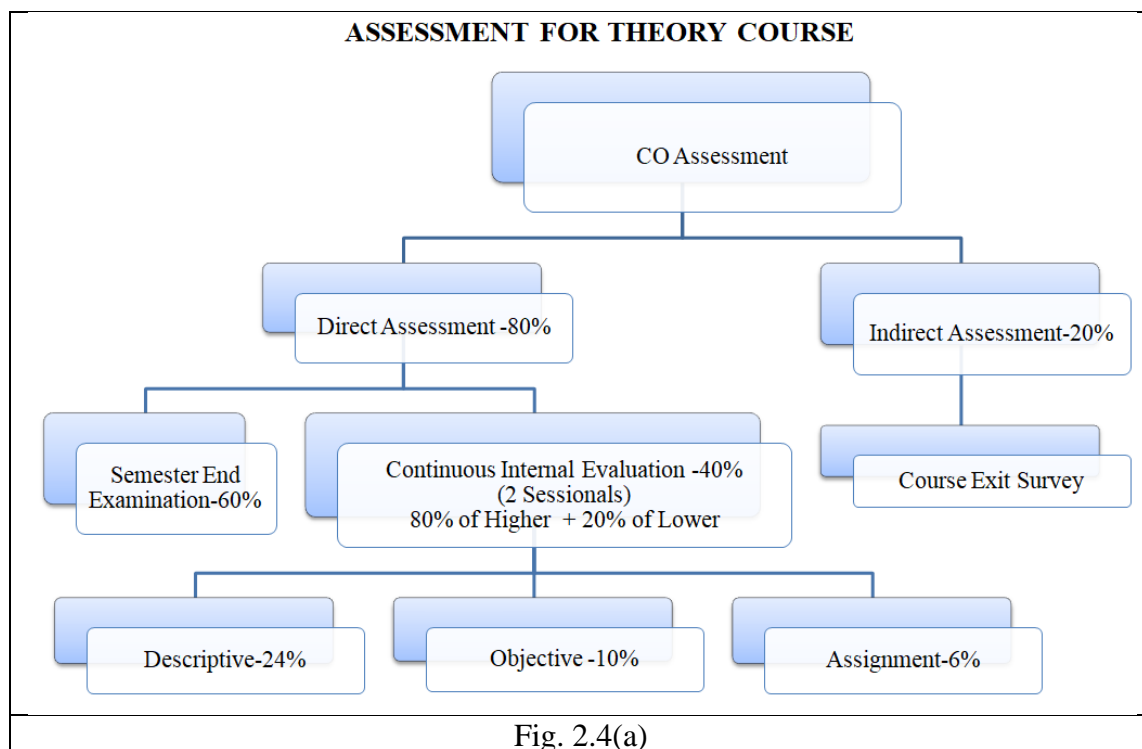 ASSESSMENT FOR THEORY COURSE
CO Assessment
Direct Assessment -80%
Indirect Assessment-20%
Semester End
Examination-60%
Continuous Internal Evaluation -40%
(2 Sessionals)
80% of Higher + 20% of Lower
Course Exit Survey
Descriptive-24%
Objective -10%
Assignment-6%
Fig. 2.4(a)